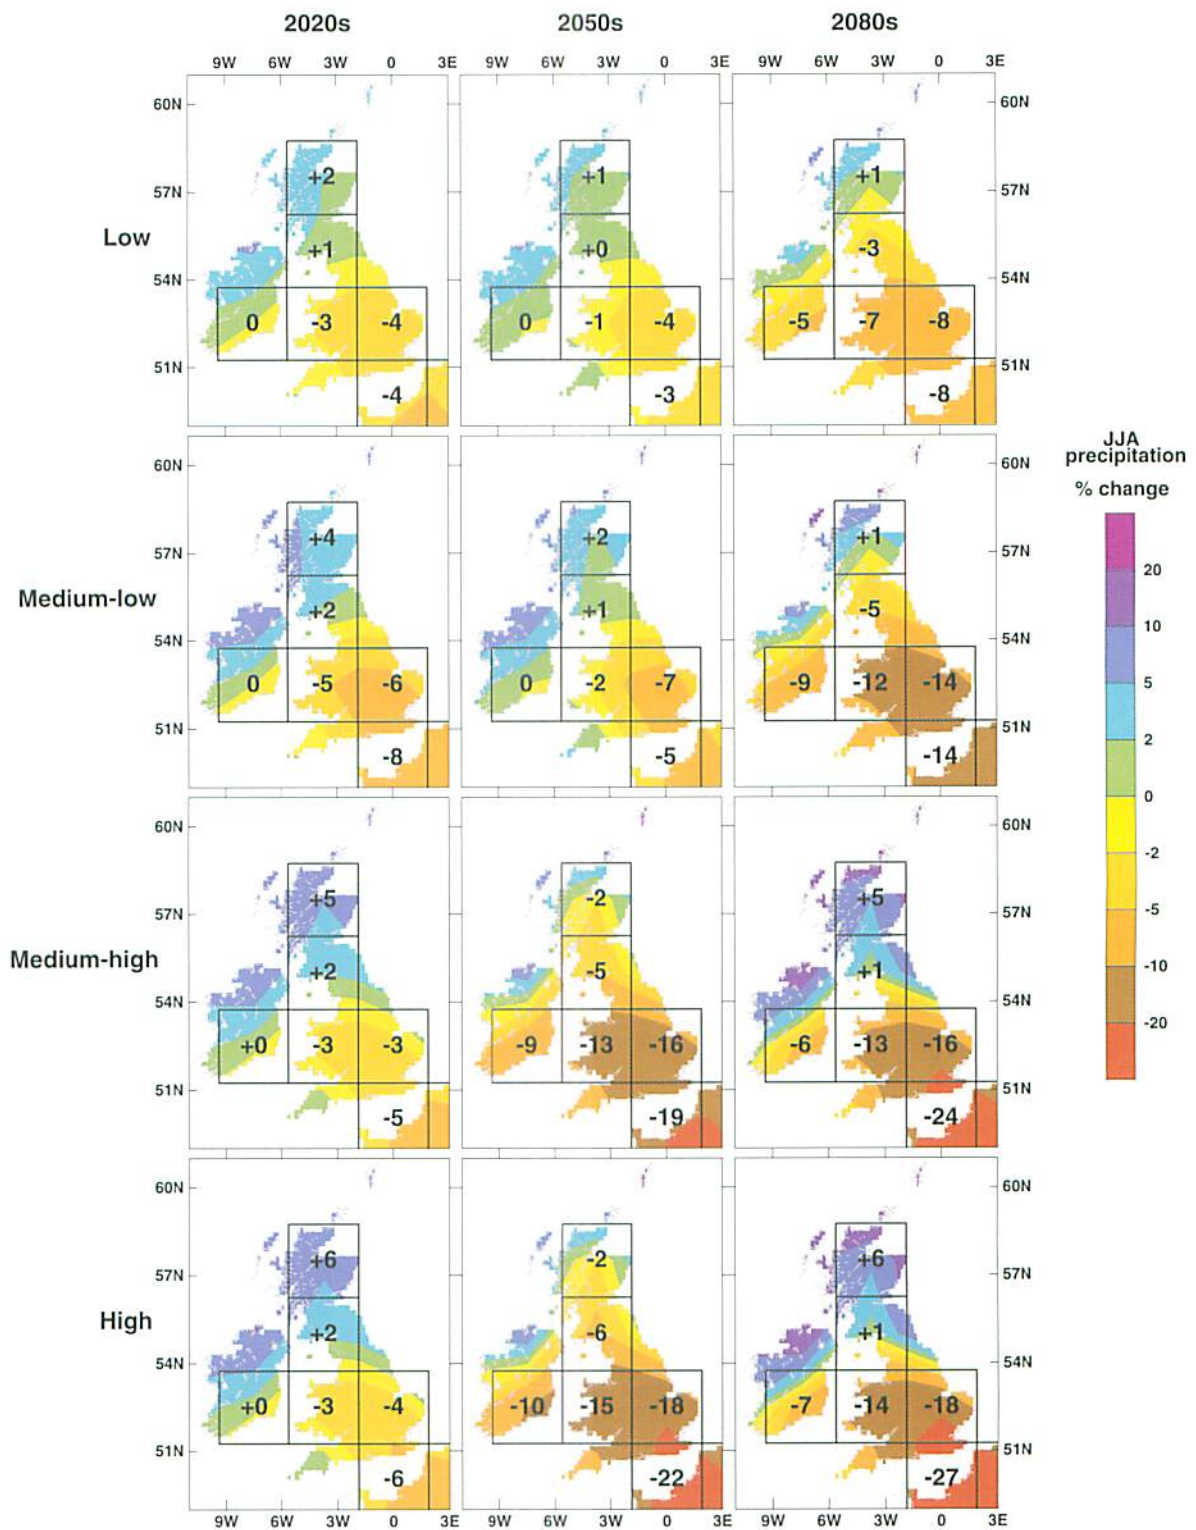 2020s 2050s 2080s
9W 6W 3W 0 9W 6W 3W 0 9W 6W 3W 0 3E
60N 60N
+2 +1 +1
57N 57N
Low
+1 +0 -3
54N 54N
0 -3 -4 0 -1 -4 -5 -7 -8
51N 51N
-4 -3 -8
60N 60N
+4 +2 +1
57N 57N
Medium-low
+2 +1 -5
54N 54N
0 -5 -6 0 -2 -7 -9 -12 -14
51N 51N
-8 -5 -14
60N 60N
+5 -2 +5
57N 57N
Medium-high
+2 -5 +1
54N 54N
+0 -3 -3 -9 -13 -16 -6 -13 -16
51N 51N
-5 -19 -24
60N 60N
+6 -2 +6
57N 57N
High
+2 -6 +1
54N 54N
+0 -3 -4 -10 -15 -18 -7 -14 -18
51N 51N
-6 -22 -27
9W 6W 3W 0 9W 6W 3W 0 9W 6W 3W 0 3E
JJA
precipitation
% change
20
10
5
2
0
-2
-5
-10
-20